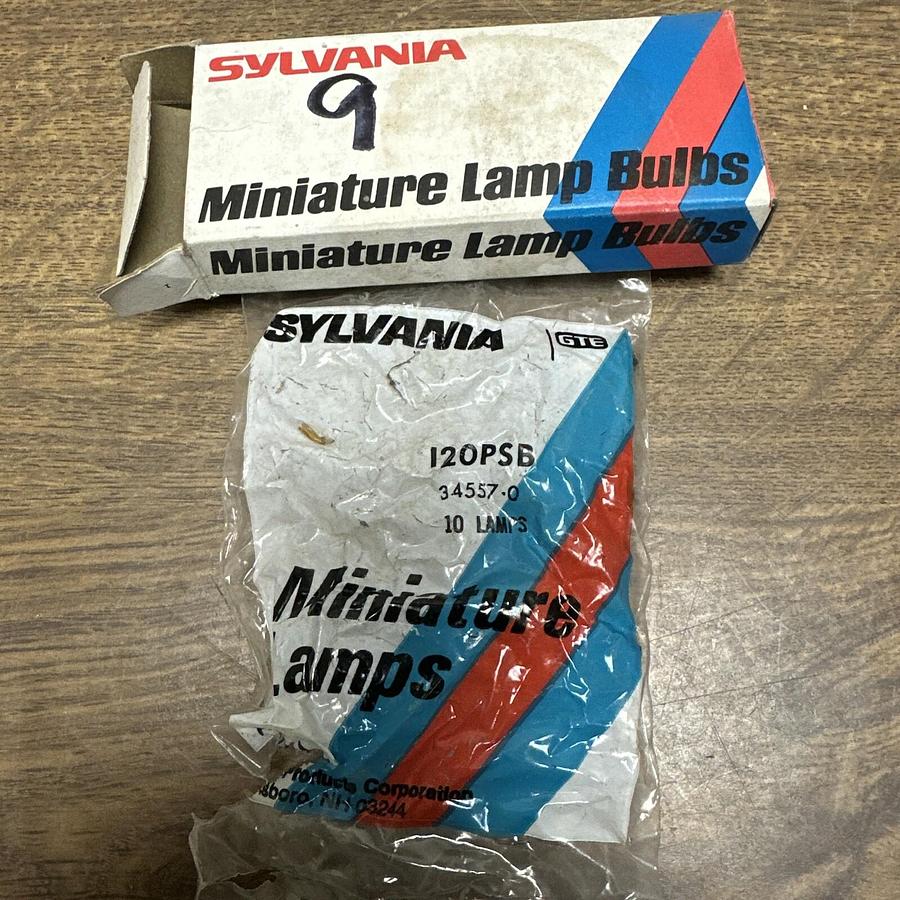 SYLVANIA
9
Miniature Lamp Bulbs
Miniature Lamp Bulbs
SYLVANIA
GTE
120PSB
34557-0
10 LAMPS
Miniature
Lamps
Products Corporation
sboro, NH 03244